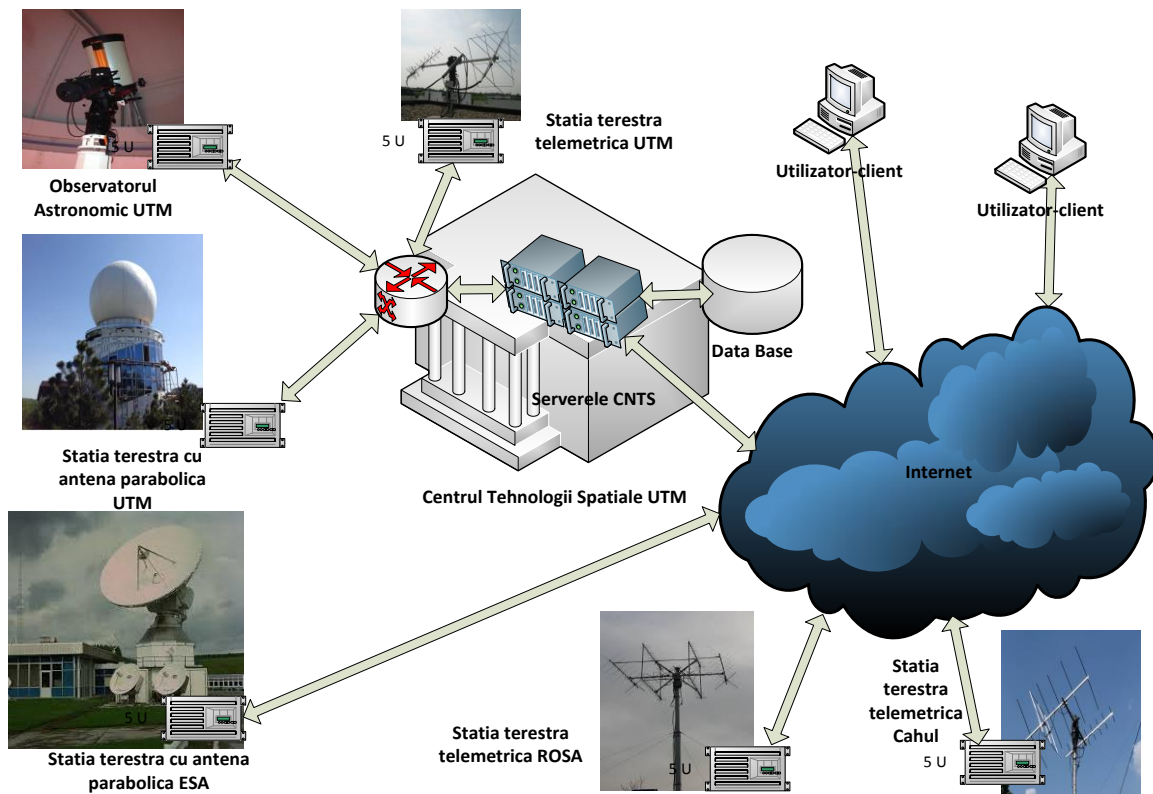 5 U
Observatorul
Astronomic UTM
5 U
Statia terestra
telemetrica UTM
Utilizator-client
Utilizator-client
Statia terestra cu
antena parabolica
UTM
Serverele CNTS
Data Base
Centrul Tehnologii Spatiale UTM
Internet
5 U
Statia terestra cu antena
parabolica ESA
Statia terestra
telemetrica ROSA
5 U
Statia
terestra
telemetrica
Cahul
5 U